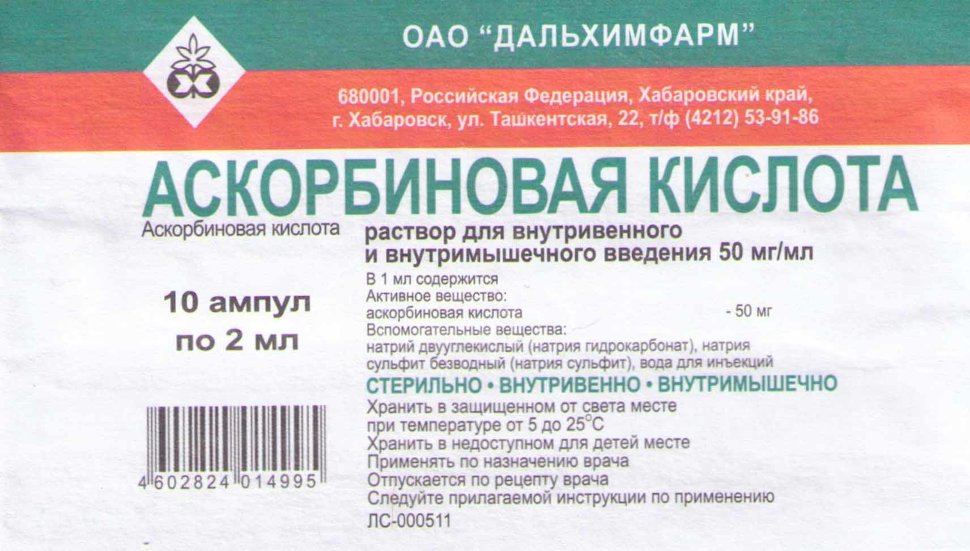 ОАО “ДАЛЬХИМФАРМ”
680001, Российская Федерация, Хабаровский край,
г. Хабаровск, ул. Ташкентская, 22, т/ф (4212) 53-91-86
АСКОРБИНОВАЯ КИСЛОТА
Аскорбиновая кислота
раствор для внутривенного
и внутримышечного введения 50 мг/мл
10 ампул
по 2 мл
В 1 мл содержится
Активное вещество:
аскорбиновая кислота - 50 мг
Вспомогательные вещества:
натрий двууглекислый (натрия гидрокарбонат), натрия
сульфит безводный (натрия сульфит), вода для инъекций
СТЕРИЛЬНО • ВНУТРИВЕННО • ВНУТРИМЫШЕЧНО
Хранить в защищенном от света месте
при температуре от 5 до 25°С
Хранить в недоступном для детей месте
Применять по назначению врача
Отпускается по рецепту врача
Следуйте прилагаемой инструкции по применению
ЛС-000511
4 602824 014995